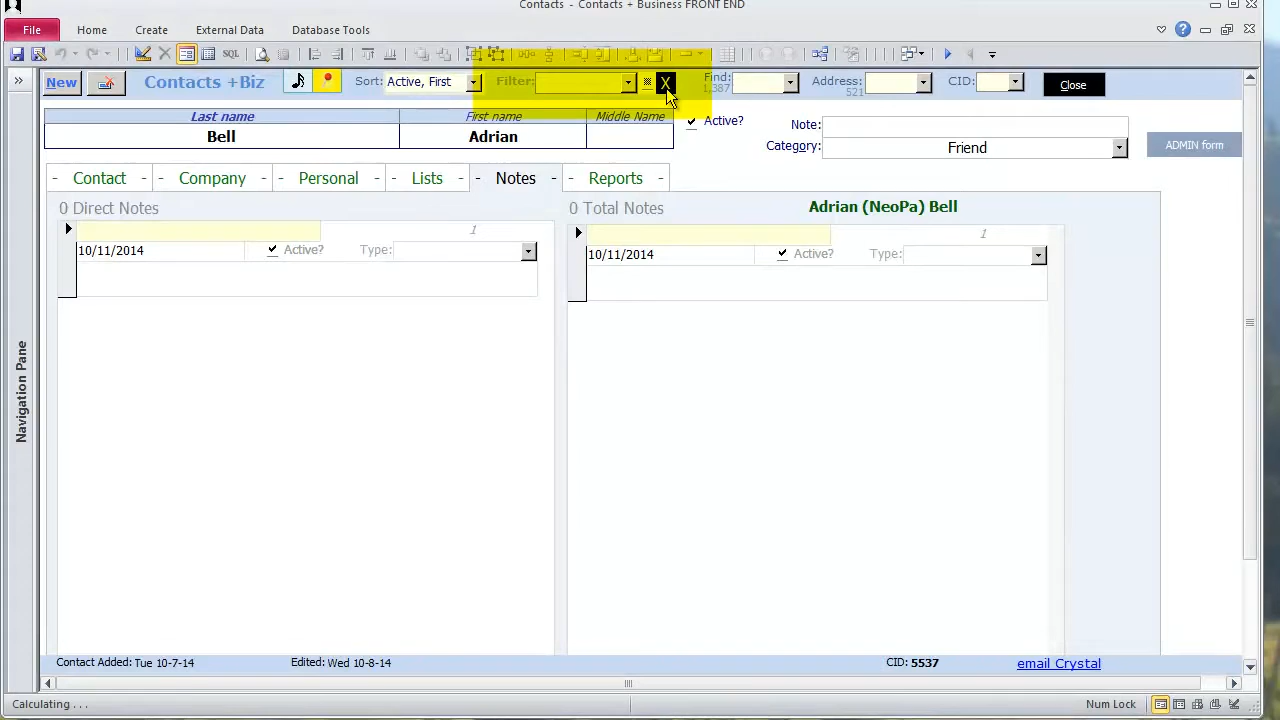 Contacts - Contacts + Business FRONT END
File Home Create External Data Database Tools
SQL
New Contacts +Biz Sort: Active, First Filter: X Find: 1,387 Address: 521 CID: Close
Last name First name Middle Name Active? Note:
Bell Adrian Category: Friend ADMIN form
- Contact - - Company - - Personal - - Lists - - Notes - - Reports -
0 Direct Notes 0 Total Notes Adrian (NeoPa) Bell
1 1
10/11/2014 Active? Type: 10/11/2014 Active? Type:
Navigation Pane
Contact Added: Tue 10-7-14 Edited: Wed 10-8-14 CID: 5537 email Crystal
Calculating . . . Num Lock